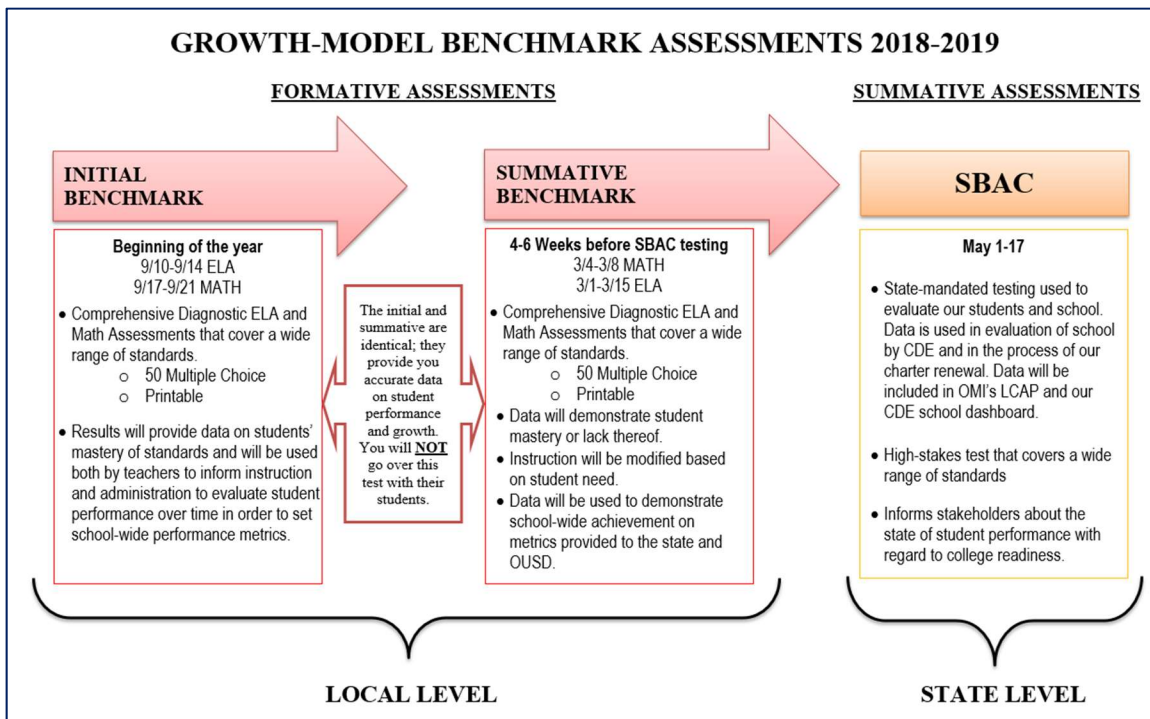 GROWTH-MODEL BENCHMARK ASSESSMENTS 2018-2019
FORMATIVE ASSESSMENTS
SUMMATIVE ASSESSMENTS
INITIAL
BENCHMARK
Beginning of the year
9/10-9/14 ELA
9/17-9/21 MATH
• Comprehensive Diagnostic ELA and
Math Assessments that cover a wide
range of standards.
o 50 Multiple Choice
o Printable
• Results will provide data on students’
mastery of standards and will be used
both by teachers to inform instruction
and administration to evaluate student
performance over time in order to set
school-wide performance metrics.
The initial and
summative are
identical; they
provide you
accurate data
on student
performance
and growth.
You will NOT
go over this
test with their
students.
SUMMATIVE
BENCHMARK
4-6 Weeks before SBAC testing
3/4-3/8 MATH
3/1-3/15 ELA
• Comprehensive Diagnostic ELA and
Math Assessments that cover a wide
range of standards.
o 50 Multiple Choice
o Printable
• Data will demonstrate student
mastery or lack thereof.
• Instruction will be modified based
on student need.
• Data will be used to demonstrate
school-wide achievement on
metrics provided to the state and
OUSD.
SBAC
May 1-17
• State-mandated testing used to
evaluate our students and school.
Data is used in evaluation of school
by CDE and in the process of our
charter renewal. Data will be
included in OMI’s LCAP and our
CDE school dashboard.
• High-stakes test that covers a wide
range of standards
• Informs stakeholders about the
state of student performance with
regard to college readiness.
LOCAL LEVEL
STATE LEVEL